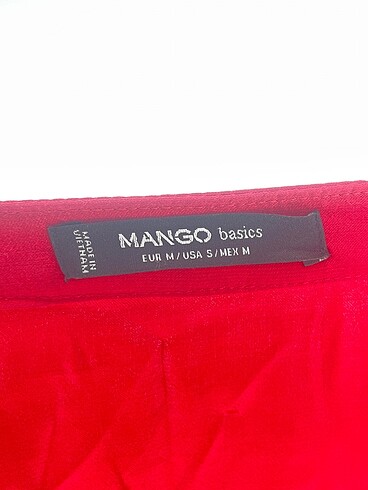 MADE IN
VIETNAM
MANGO basics
EUR M / USA S / MEX M